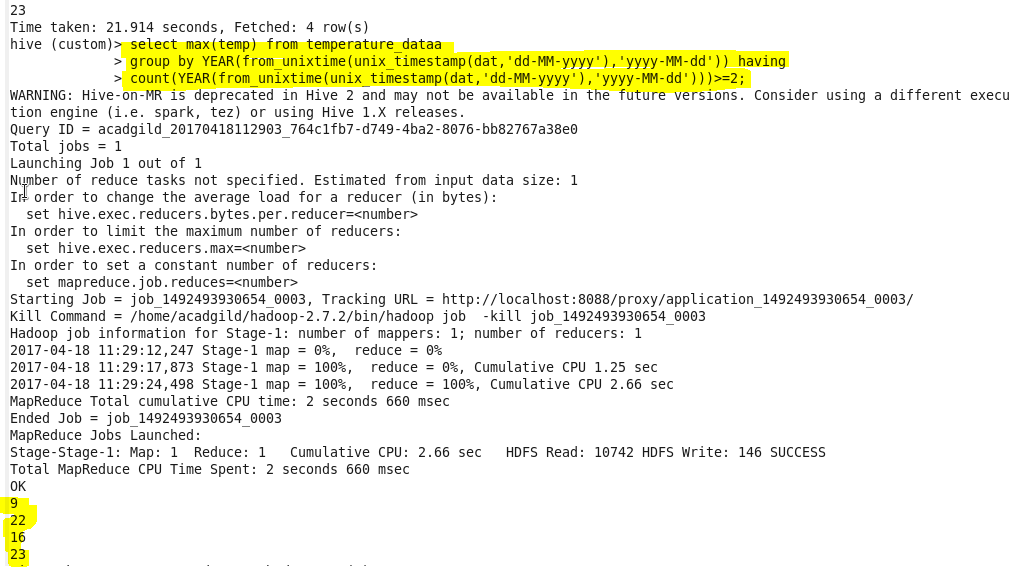 23
Time taken: 21.914 seconds, Fetched: 4 row(s)
hive (custom)> select max(temp) from temperature_dataa
> group by YEAR(from_unixtime(unix_timestamp(dat,'dd-MM-yyyy'),'yyyy-MM-dd')) having
> count(YEAR(from_unixtime(unix_timestamp(dat,'dd-MM-yyyy'),'yyyy-MM-dd')))>=2;
WARNING: Hive-on-MR is deprecated in Hive 2 and may not be available in the future versions. Consider using a different execu
tion engine (i.e. spark, tez) or using Hive 1.X releases.
Query ID = acadgild_20170418112903_764c1fb7-d749-4ba2-8076-bb82767a38e0
Total jobs = 1
Launching Job 1 out of 1
Number of reduce tasks not specified. Estimated from input data size: 1
In order to change the average load for a reducer (in bytes):
set hive.exec.reducers.bytes.per.reducer=<number>
In order to limit the maximum number of reducers:
set hive.exec.reducers.max=<number>
In order to set a constant number of reducers:
set mapreduce.job.reduces=<number>
Starting Job = job_1492493930654_0003, Tracking URL = http://localhost:8088/proxy/application_1492493930654_0003/
Kill Command = /home/acadgild/hadoop-2.7.2/bin/hadoop job  -kill job_1492493930654_0003
Hadoop job information for Stage-1: number of mappers: 1; number of reducers: 1
2017-04-18 11:29:12,247 Stage-1 map = 0%,  reduce = 0%
2017-04-18 11:29:17,873 Stage-1 map = 100%,  reduce = 0%, Cumulative CPU 1.25 sec
2017-04-18 11:29:24,498 Stage-1 map = 100%,  reduce = 100%, Cumulative CPU 2.66 sec
MapReduce Total cumulative CPU time: 2 seconds 660 msec
Ended Job = job_1492493930654_0003
MapReduce Jobs Launched:
Stage-Stage-1: Map: 1  Reduce: 1   Cumulative CPU: 2.66 sec   HDFS Read: 10742 HDFS Write: 146 SUCCESS
Total MapReduce CPU Time Spent: 2 seconds 660 msec
OK
9
22
16
23